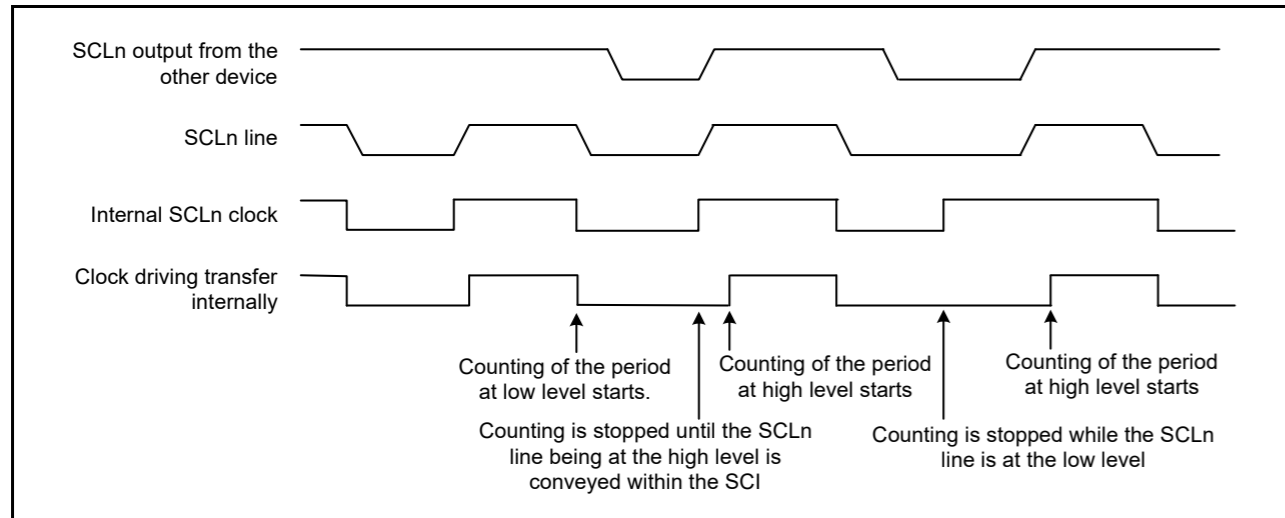 SCLn output from the
other device
SCLn line
Internal SCLn clock
Clock driving transfer
internally
Counting of the period
at low level starts.
Counting of the period
at high level starts
Counting of the period
at high level starts
Counting is stopped until the SCLn
line being at the high level is
conveyed within the SCI
Counting is stopped while the SCLn
line is at the low level